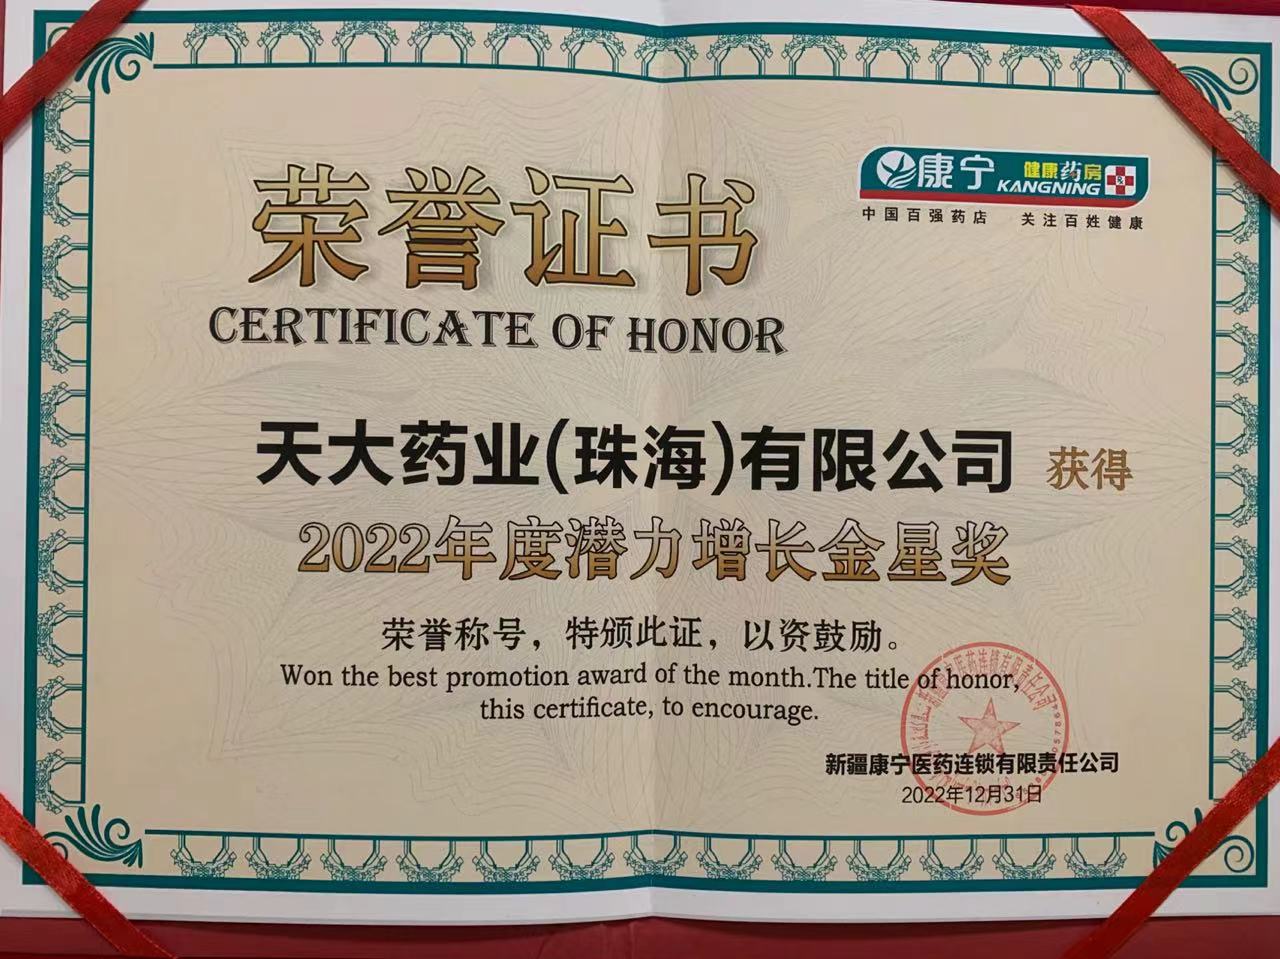 荣誉证书
CERTIFICATE OF HONOR
康宁 健康药房
KANGNING
中国百强药店 关注百姓健康
天大药业(珠海)有限公司 获得
2022年度潜力增长金星奖
荣誉称号，特颁此证，以资鼓励。
Won the best promotion award of the month.The title of honor,
this certificate, to encourage.
新疆康宁医药连锁有限责任公司
2022年12月31日